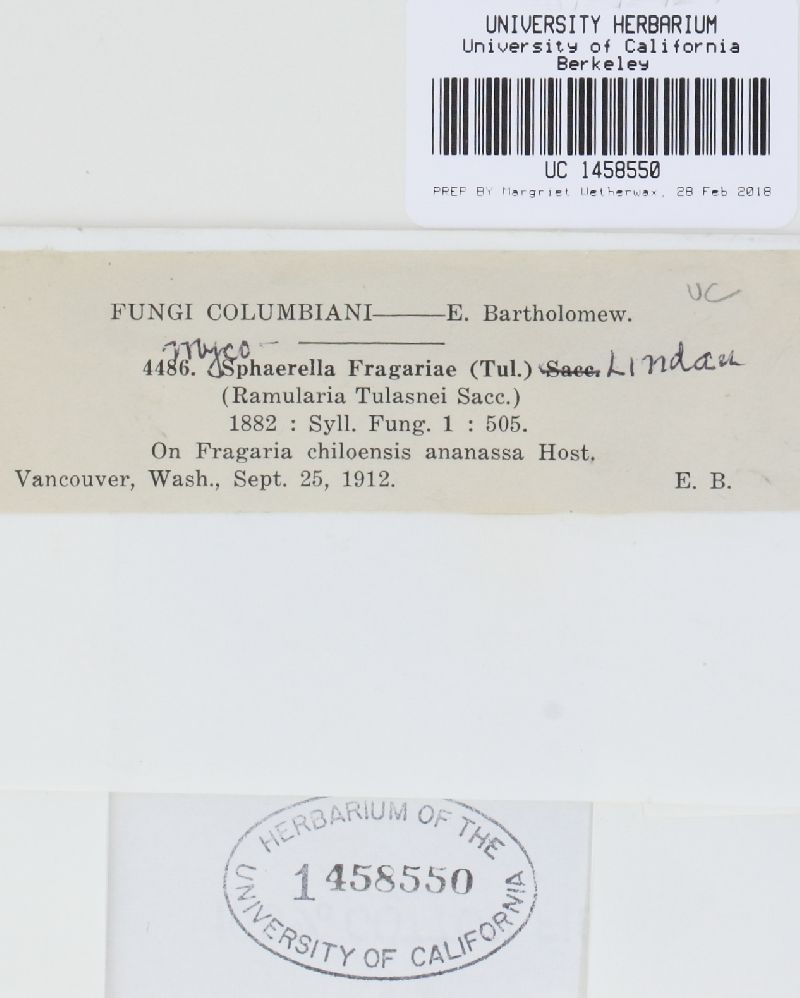 UNIVERSITY HERBARIUM
University of California
Berkeley
UC 1458550
PREP BY Margriet Wetherwax, 28 Feb 2018
UC
FUNGI COLUMBIANI——E. Bartholomew.
Myco-
4486. Sphaerella Fragariae (Tul.) Sacc. Lindau
(Ramularia Tulasnei Sacc.)
1882 : Syll. Fung. 1 : 505.
On Fragaria chiloensis ananassa Host.
Vancouver, Wash., Sept. 25, 1912. E. B.
HERBARIUM OF THE
1458550
UNIVERSITY OF CALIFORNIA